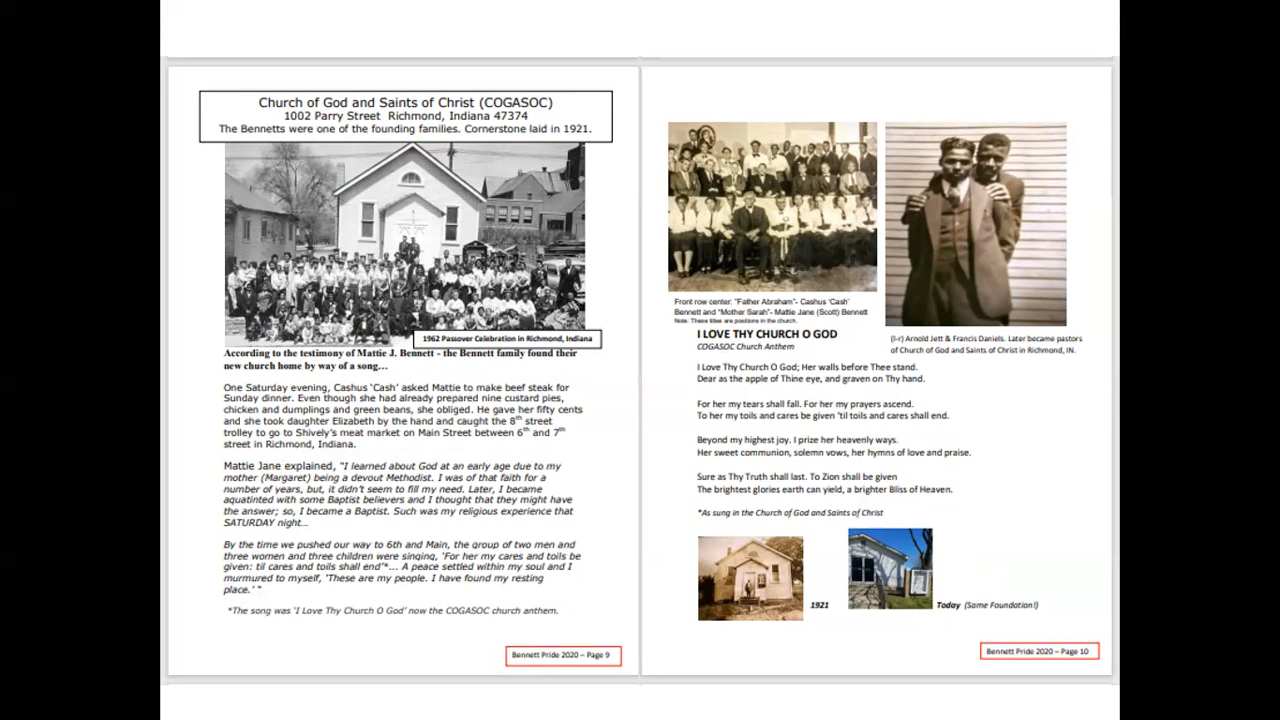 Church of God and Saints of Christ (COGASOC)
1002 Parry Street  Richmond, Indiana 47374
The Bennetts were one of the founding families. Cornerstone laid in 1921.
1962 Passover Celebration in Richmond, Indiana
According to the testimony of Mattie J. Bennett - the Bennett family found their
new church home by way of a song…
One Saturday evening, Cashus ‘Cash’ asked Mattie to make beef steak for
Sunday dinner. Even though she had already prepared nine custard pies,
chicken and dumplings and green beans, she obliged. He gave her fifty cents
and she took daughter Elizabeth by the hand and caught the 8th street
trolley to go to Shively’s meat market on Main Street between 6th and 7th
street in Richmond, Indiana.
Mattie Jane explained, “I learned about God at an early age due to my
mother (Margaret) being a devout Methodist. I was of that faith for a
number of years, but, it didn’t seem to fill my need. Later, I became
aquatinted with some Baptist believers and I thought that they might have
the answer; so, I became a Baptist. Such was my religious experience that
SATURDAY night…
By the time we pushed our way to 6th and Main, the group of two men and
three women and three children were singing, ‘For her my cares and toils be
given: til cares and toils shall end’*… A peace settled within my soul and I
murmured to myself, ‘These are my people. I have found my resting
place.’ “
*The song was ‘I Love Thy Church O God’ now the COGASOC church anthem.
Bennett Pride 2020 – Page 9
Front row center: “Father Abraham”- Cashus ‘Cash’
Bennett and “Mother Sarah”- Mattie Jane (Scott) Bennett
Note: These titles are positions in the church.
(l-r) Arnold Jett & Francis Daniels. Later became pastors
of Church of God and Saints of Christ in Richmond, IN.
I LOVE THY CHURCH O GOD
COGASOC Church Anthem
I Love Thy Church O God; Her walls before Thee stand.
Dear as the apple of Thine eye, and graven on Thy hand.
For her my tears shall fall. For her my prayers ascend.
To her my toils and cares be given ’til toils and cares shall end.
Beyond my highest joy. I prize her heavenly ways.
Her sweet communion, solemn vows, her hymns of love and praise.
Sure as Thy Truth shall last. To Zion shall be given
The brightest glories earth can yield, a brighter Bliss of Heaven.
*As sung in the Church of God and Saints of Christ
1921
Today  (Same Foundation!)
Bennett Pride 2020 – Page 10